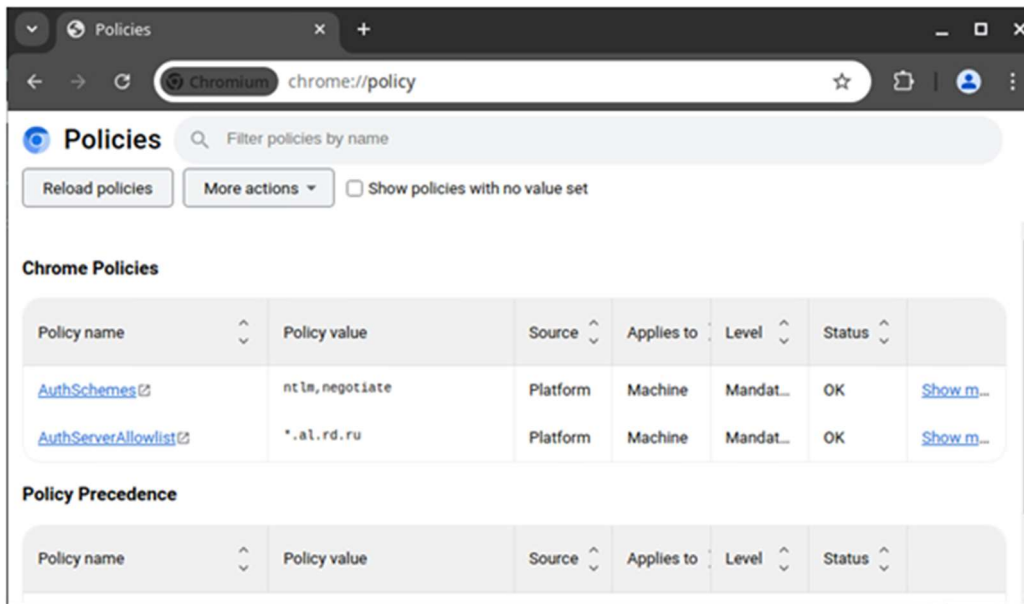 Policies
Chromium chrome://policy
Policies Filter policies by name
Reload policies More actions Show policies with no value set
Chrome Policies
Policy name Policy value Source Applies to Level Status
AuthSchemes ntlm,negotiate Platform Machine Mandat... OK Show m...
AuthServerAllowlist *.al.rd.ru Platform Machine Mandat... OK Show m...
Policy Precedence
Policy name Policy value Source Applies to Level Status